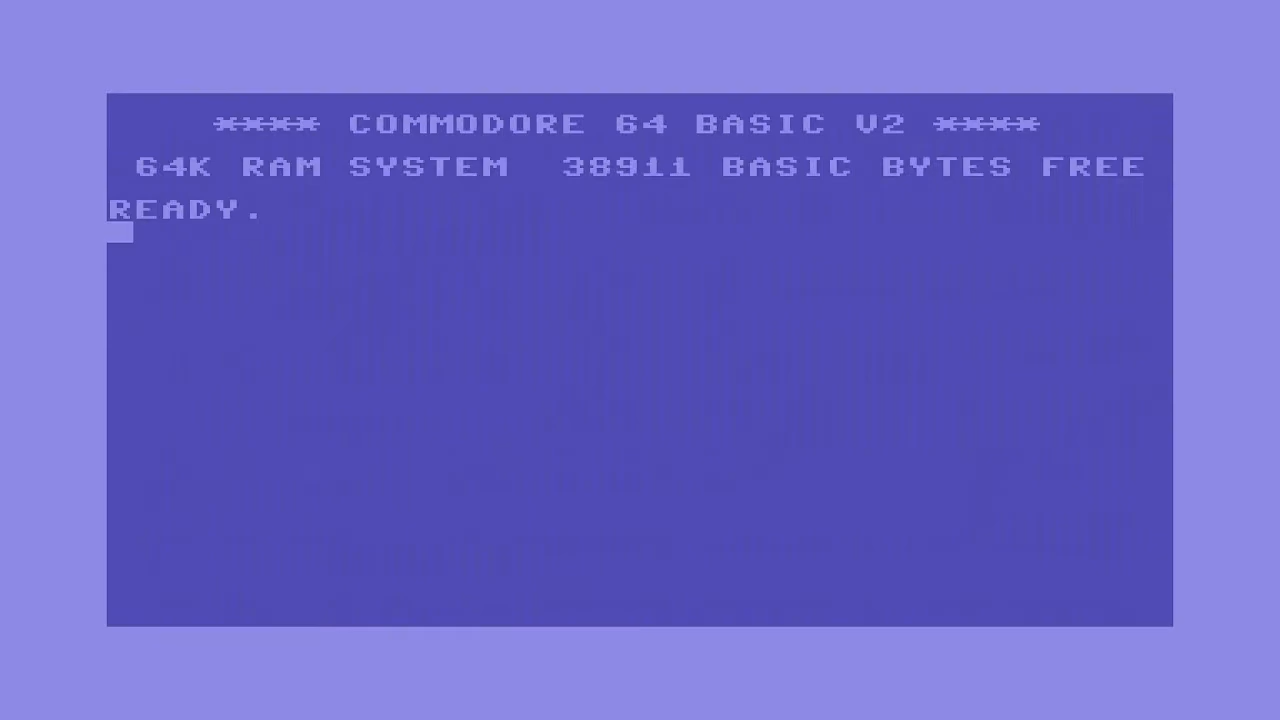 **** COMMODORE 64 BASIC V2 ****
64K RAM SYSTEM  38911 BASIC BYTES FREE
READY.